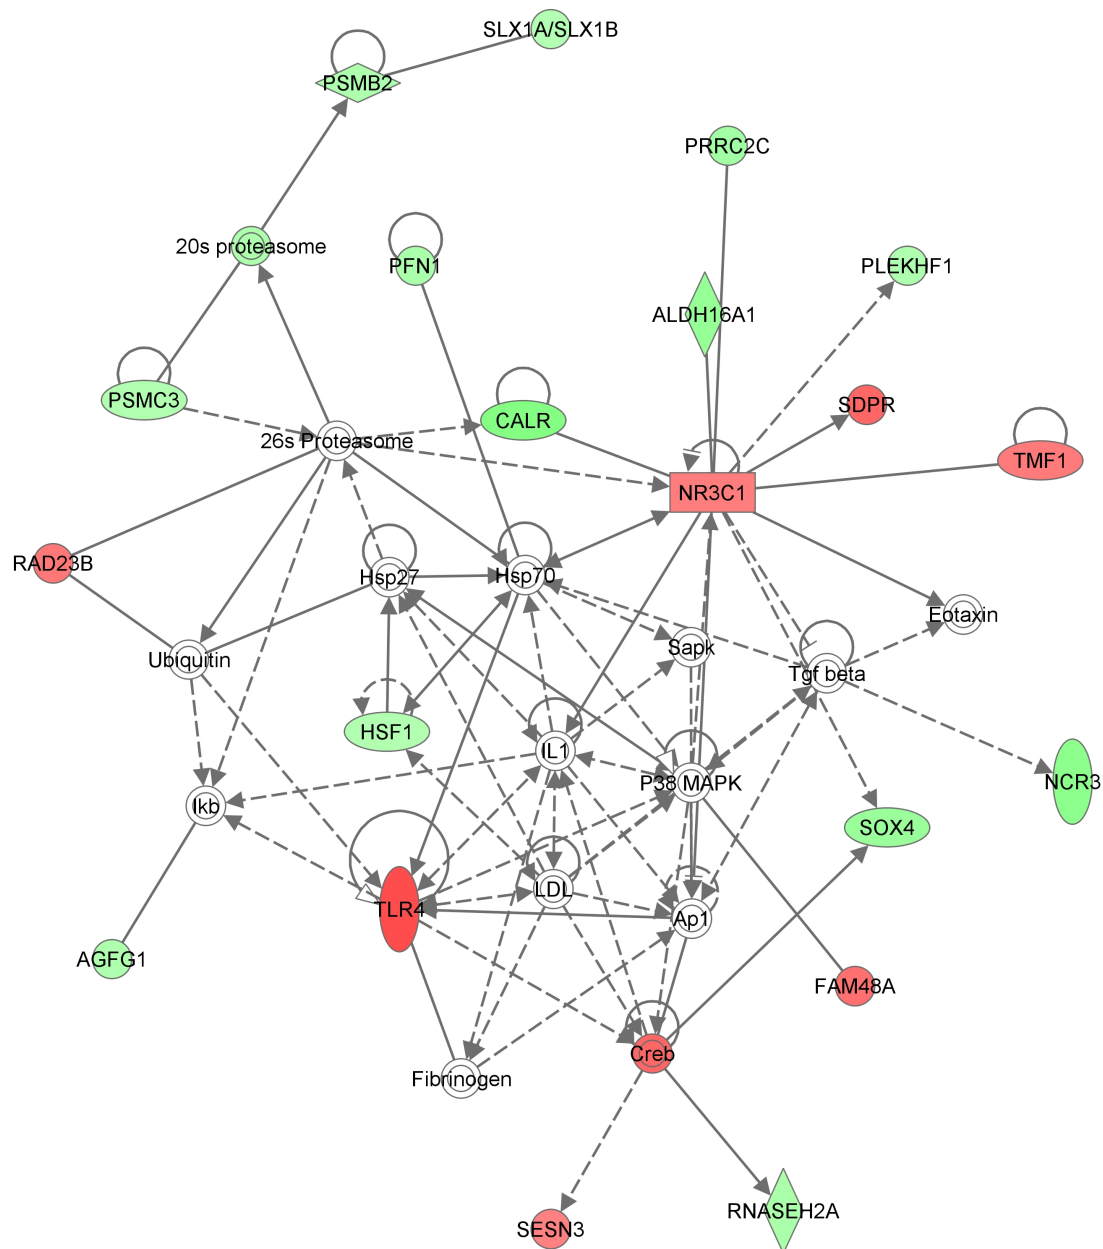 SLX1A/SLX1B
PSMB2
PRRC2C
20s proteasome
PFN1
PLEKHF1
ALDH16A1
PSMC3
CALR
SDPR
26s Proteasome
TMF1
NR3C1
RAD23B
Hsp27
Hsp70
Eotaxin
Ubiquitin
Sapk
Tgf beta
HSF1
IL1
P38 MAPK
NCR3
Ikb
SOX4
LDL
TLR4
Ap1
AGFG1
FAM48A
Creb
Fibrinogen
RNASEH2A
SESN3